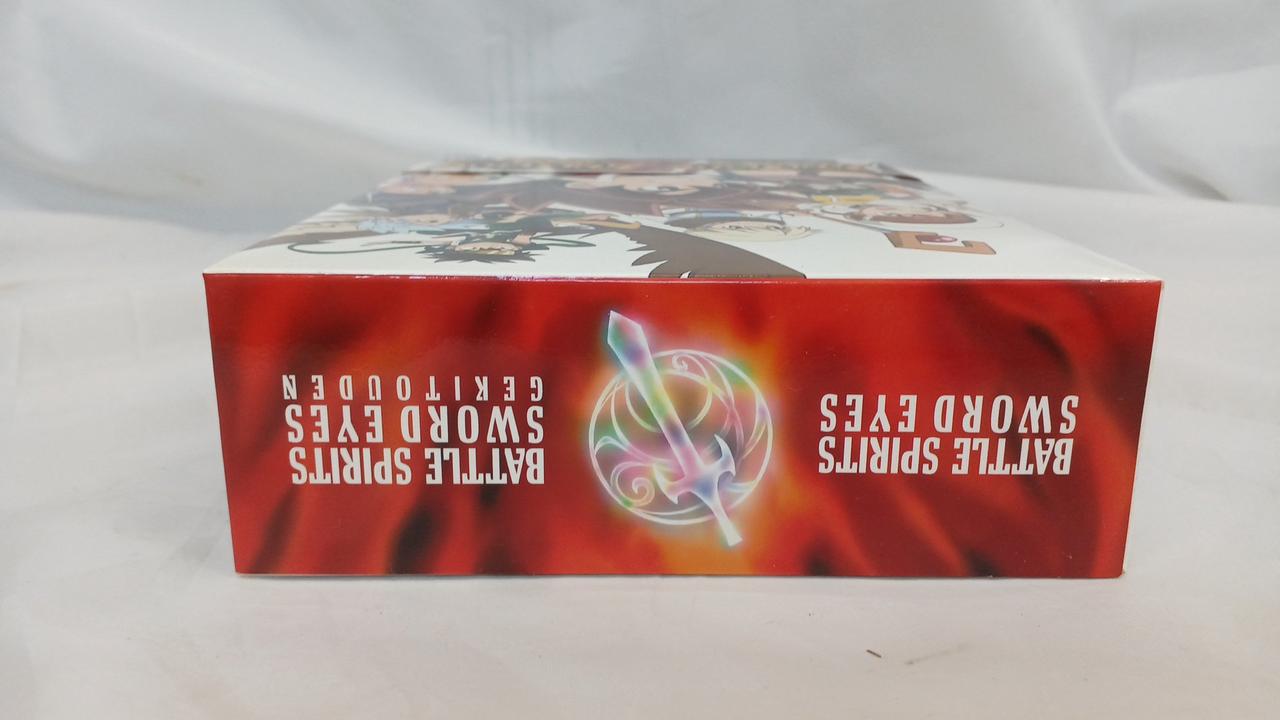 BATTLE SPIRITS
SWORD EYES
BATTLE SPIRITS
SWORD EYES
GEKITOUDEN